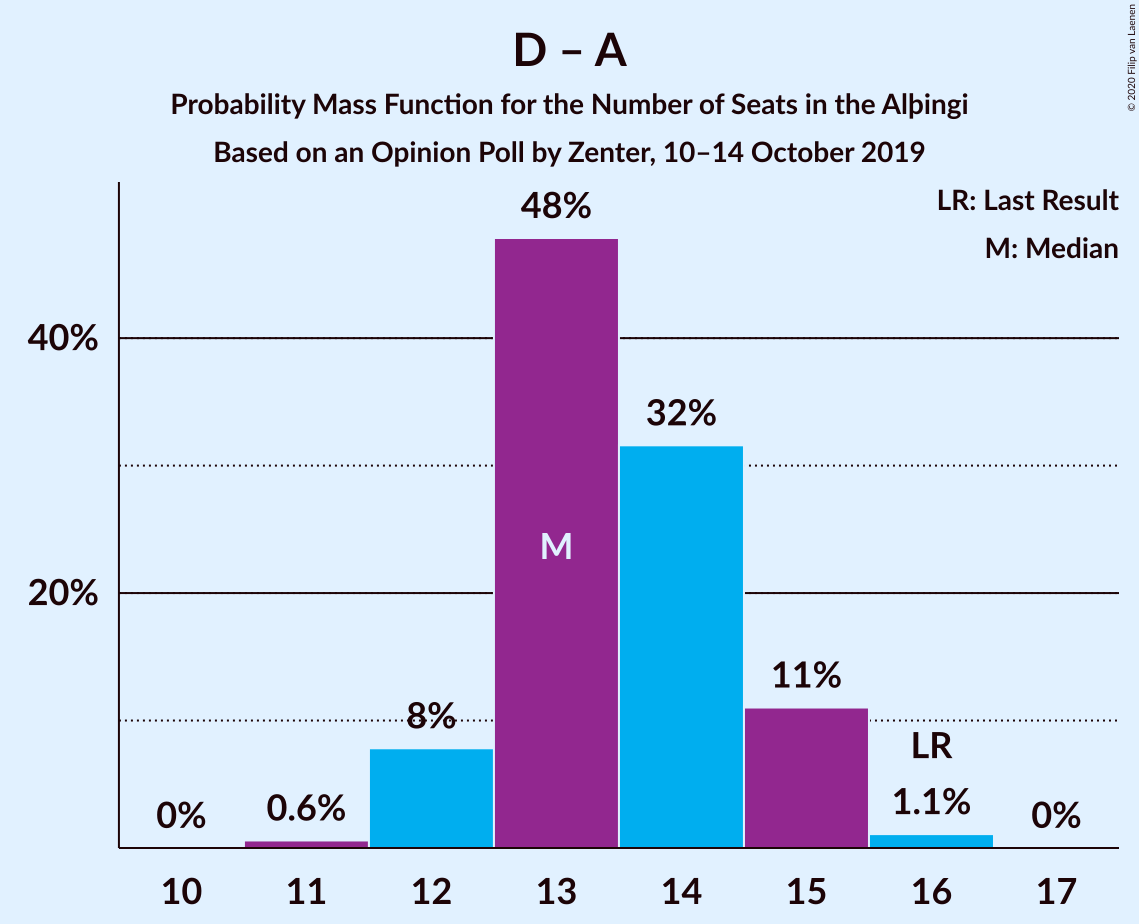 D – A
Probability Mass Function for the Number of Seats in the Alþingi
Based on an Opinion Poll by Zenter, 10–14 October 2019
© 2020 Filip van Laenen
LR: Last Result
M: Median
48%
40%
32%
M
20%
11%
8%
LR
0%
0.6%
1.1%
0%
10
11
12
13
14
15
16
17